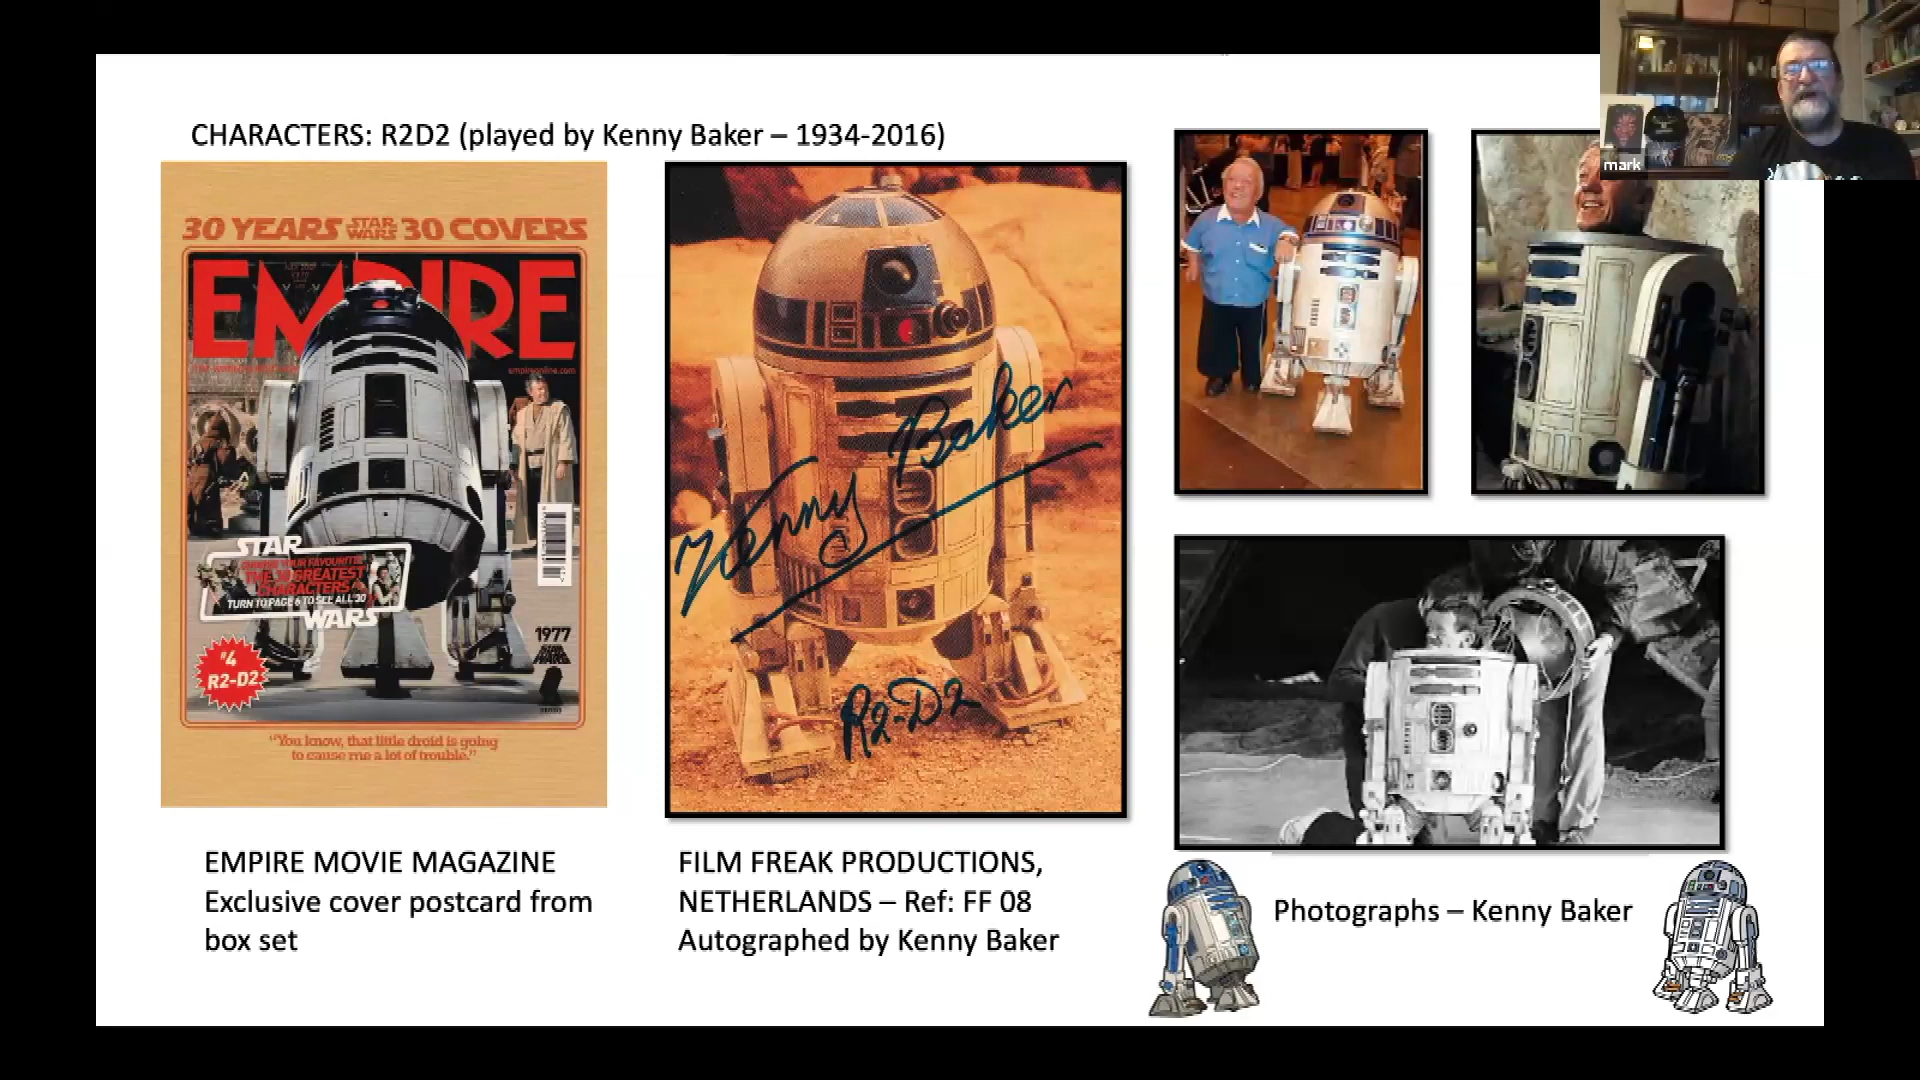 CHARACTERS: R2D2 (played by Kenny Baker – 1934-2016)
mark
30 YEARS STAR WARS 30 COVERS
EMPIRE
empireonline.com
STAR
THE 30 GREATEST
CHARACTERS
TURN TO PAGE 6 TO SEE ALL 30
WARS
1977
#4
R2-D2
"You know, that little droid is going
to cause me a lot of trouble."
Kenny Baker
R2-D2
EMPIRE MOVIE MAGAZINE
Exclusive cover postcard from
box set
FILM FREAK PRODUCTIONS,
NETHERLANDS – Ref: FF 08
Autographed by Kenny Baker
Photographs – Kenny Baker